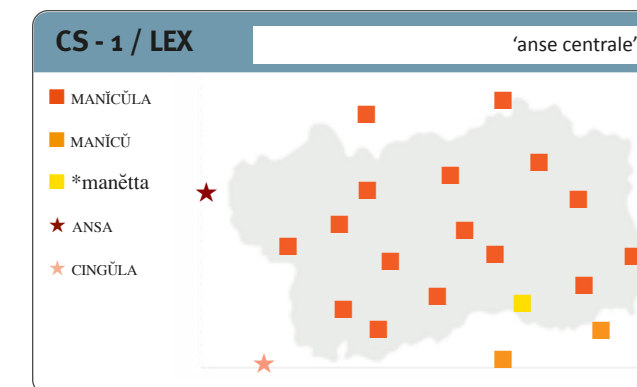 CS - 1 / LEX
‘anse centrale’
MANĬCŬLA
MANĬCŬ
*manĕtta
ANSA
CINGŬLA